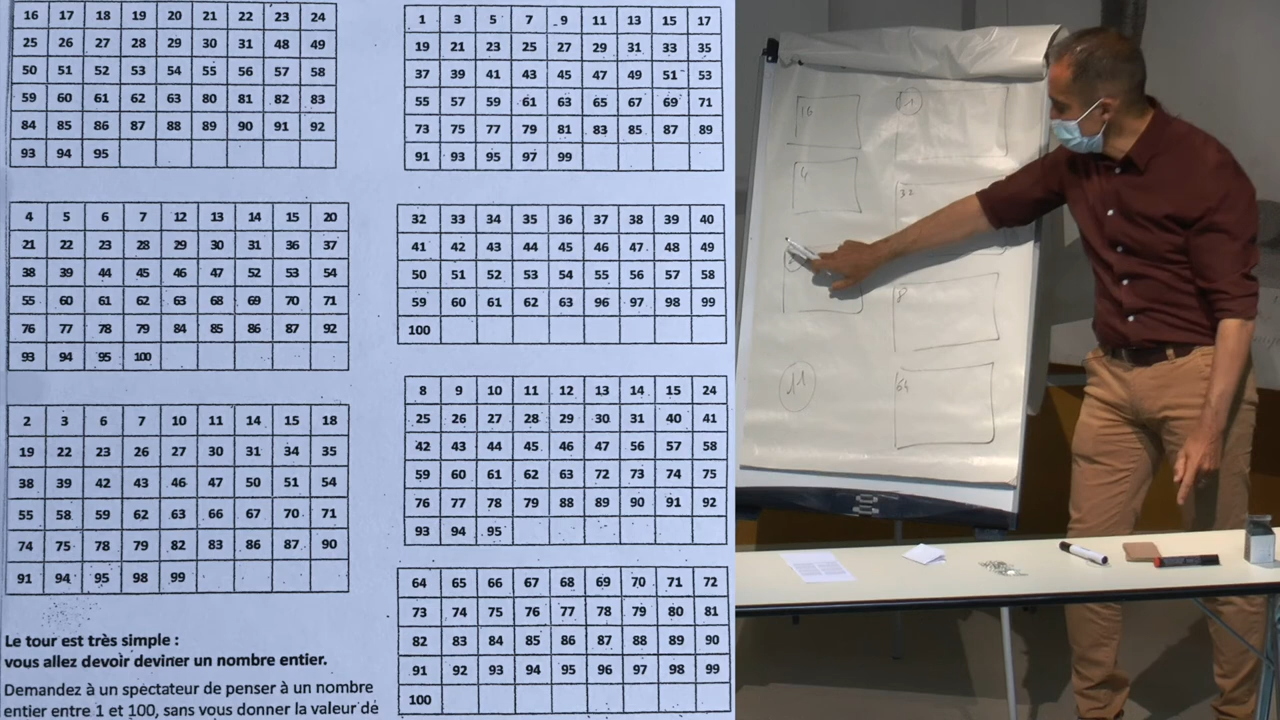 16 17 18 19 20 21 22 23 24
25 26 27 28 29 30 31 48 49
50 51 52 53 54 55 56 57 58
59 60 61 62 63 80 81 82 83
84 85 86 87 88 89 90 91 92
93 94 95
4 5 6 7 12 13 14 15 20
21 22 23 28 29 30 31 36 37
38 39 44 45 46 47 52 53 54
55 60 61 62 63 68 69 70 71
76 77 78 79 84 85 86 87 92
93 94 95 100
2 3 6 7 10 11 14 15 18
19 22 23 26 27 30 31 34 35
38 39 42 43 46 47 50 51 54
55 58 59 62 63 66 67 70 71
74 75 78 79 82 83 86 87 90
91 94 95 98 99
Le tour est très simple :
vous allez devoir deviner un nombre entier.
Demandez à un spectateur de penser à un nombre
entier entre 1 et 100, sans vous donner la valeur de
1 3 5 7 9 11 13 15 17
19 21 23 25 27 29 31 33 35
37 39 41 43 45 47 49 51 53
55 57 59 61 63 65 67 69 71
73 75 77 79 81 83 85 87 89
91 93 95 97 99
32 33 34 35 36 37 38 39 40
41 42 43 44 45 46 47 48 49
50 51 52 53 54 55 56 57 58
59 60 61 62 63 96 97 98 99
100
8 9 10 11 12 13 14 15 24
25 26 27 28 29 30 31 40 41
42 43 44 45 46 47 56 57 58
59 60 61 62 63 72 73 74 75
76 77 78 79 88 89 90 91 92
93 94 95
64 65 66 67 68 69 70 71 72
73 74 75 76 77 78 79 80 81
82 83 84 85 86 87 88 89 90
91 92 93 94 95 96 97 98 99
100
16
4
11
1
32
8
64